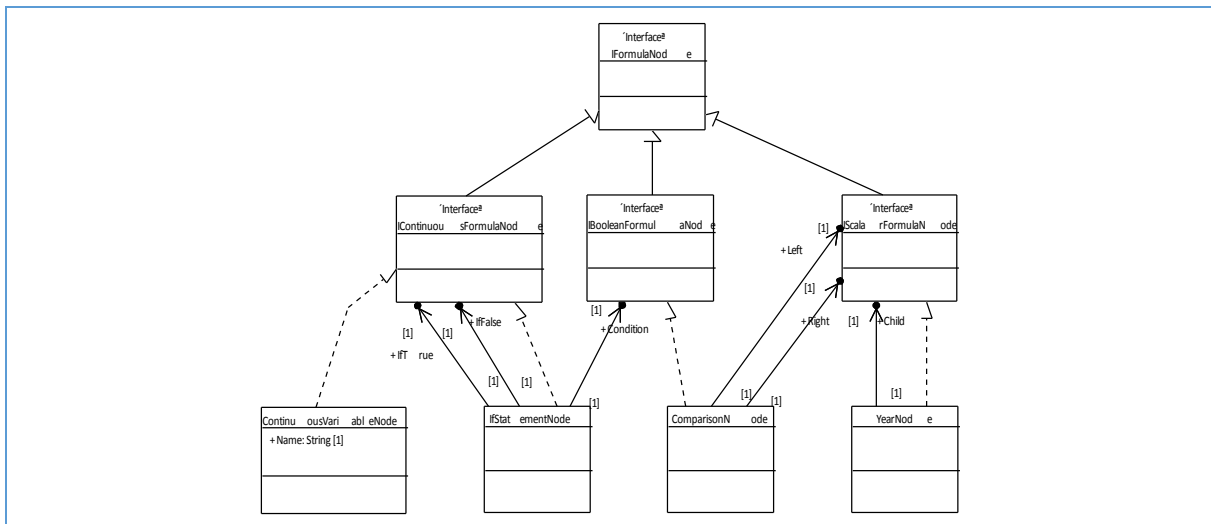 ´Interfaceª
IFormulaNod e
´Interfaceª
IContinuou sFormulaNod e
´Interfaceª
IBooleanFormul aNod e
´Interfaceª
IScala rFormulaN ode
[1]
+ Left
[1]
[1]
+ IfFalse
[1]
[1]
+ IfT rue
[1]
+ Condition
+ Right
[1]
+ Child
[1]
[1]
[1]
[1]
[1]
[1]
Continu ousVari abl eNode
+ Name: String [1]
IfStat ementNode
ComparisonN ode
YearNod e